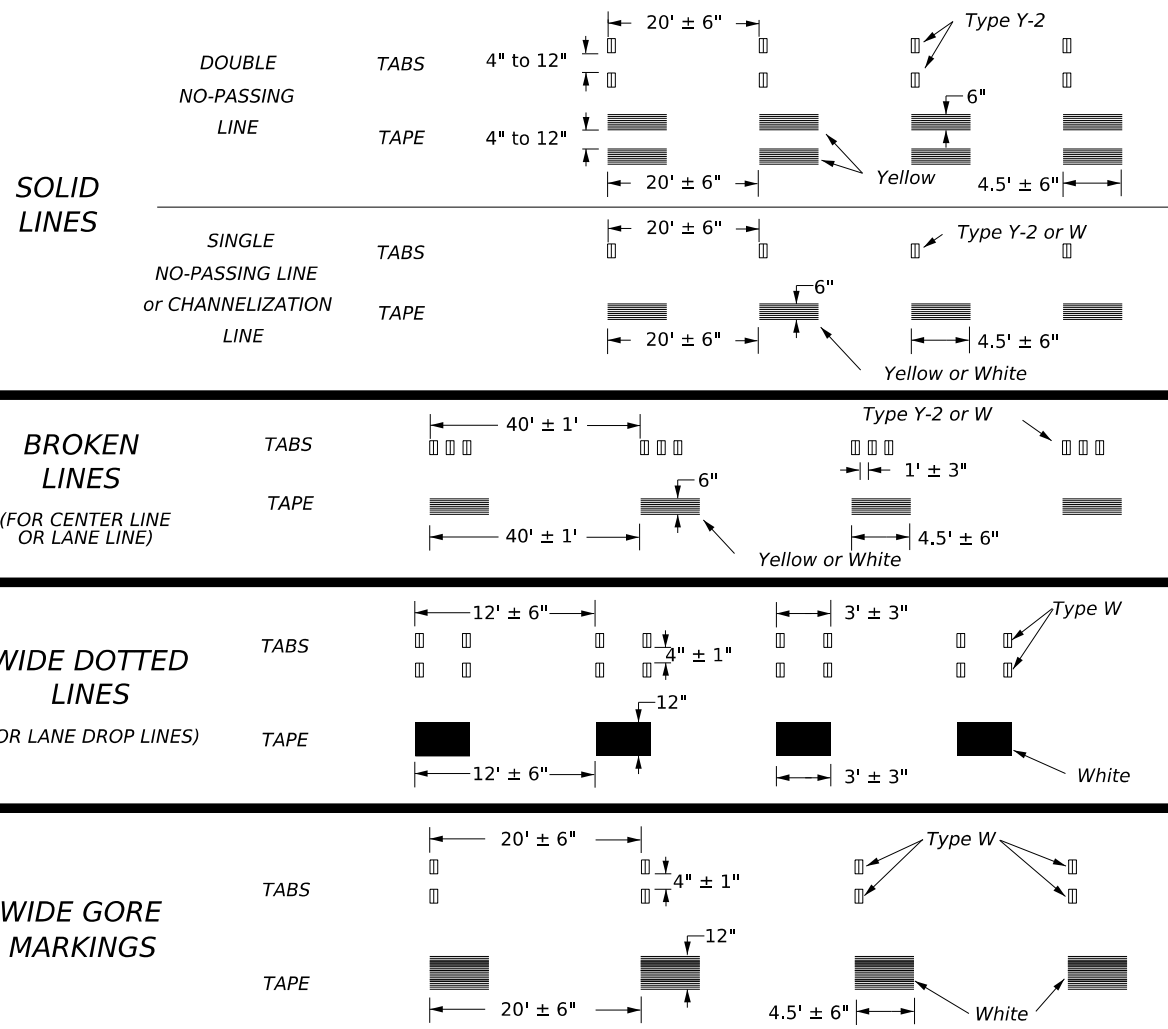 20' ± 6"
Type Y-2
DOUBLE
NO-PASSING
LINE
TABS
4" to 12"
6"
TAPE
4" to 12"
Yellow
20' ± 6"
4.5' ± 6"
SOLID
LINES
SINGLE
NO-PASSING LINE
or CHANNELIZATION
LINE
TABS
20' ± 6"
Type Y-2 or W
6"
TAPE
20' ± 6"
4.5' ± 6"
Yellow or White
BROKEN
LINES
(FOR CENTER LINE
OR LANE LINE)
TABS
40' ± 1'
Type Y-2 or W
1' ± 3"
TAPE
6"
40' ± 1'
4.5' ± 6"
Yellow or White
WIDE DOTTED
LINES
OR LANE DROP LINES)
TABS
12' ± 6"
3' ± 3"
Type W
4" ± 1"
TAPE
12"
12' ± 6"
3' ± 3"
White
WIDE GORE
MARKINGS
TABS
20' ± 6"
Type W
4" ± 1"
TAPE
12"
20' ± 6"
4.5' ± 6"
White